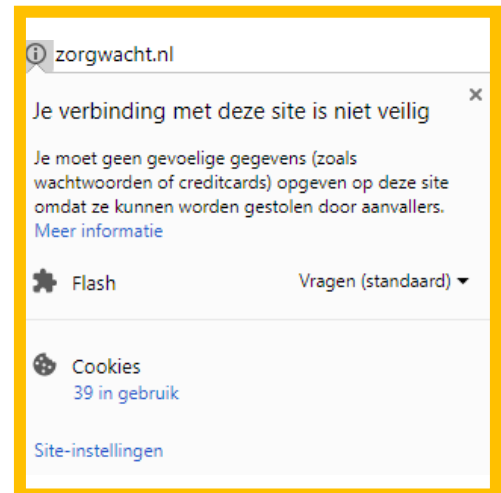 zorgwacht.nl
Je verbinding met deze site is niet veilig
Je moet geen gevoelige gegevens (zoals
wachtwoorden of creditcards) opgeven op deze site
omdat ze kunnen worden gestolen door aanvallers.
Meer informatie
Flash Vragen (standaard)
Cookies
39 in gebruik
Site-instellingen